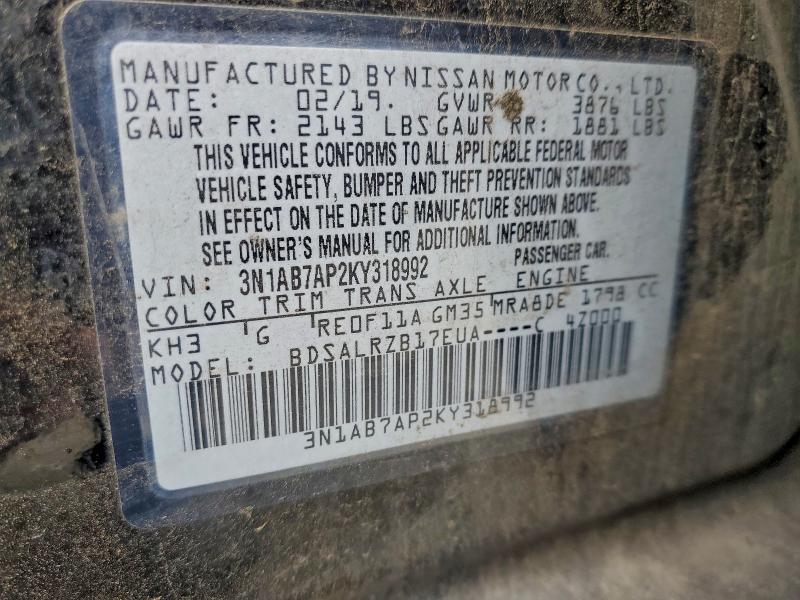 MANUFACTURED BY NISSAN MOTOR CO., LTD.
DATE: 02/19. GVWR 3876 LBS
GAWR FR: 2143 LBS GAWR RR: 1881 LBS
THIS VEHICLE CONFORMS TO ALL APPLICABLE FEDERAL MOTOR
VEHICLE SAFETY, BUMPER AND THEFT PREVENTION STANDARDS
IN EFFECT ON THE DATE OF MANUFACTURE SHOWN ABOVE.
SEE OWNER'S MANUAL FOR ADDITIONAL INFORMATION.
VIN: 3N1AB7AP2KY318992 PASSENGER CAR.
COLOR TRIM TRANS AXLE ENGINE
KH3 G RE0F11A GM35 MRA8DE 1798 CC
MODEL: BDSALRZB17EUA----C 4Z000
3N1AB7AP2KY318992